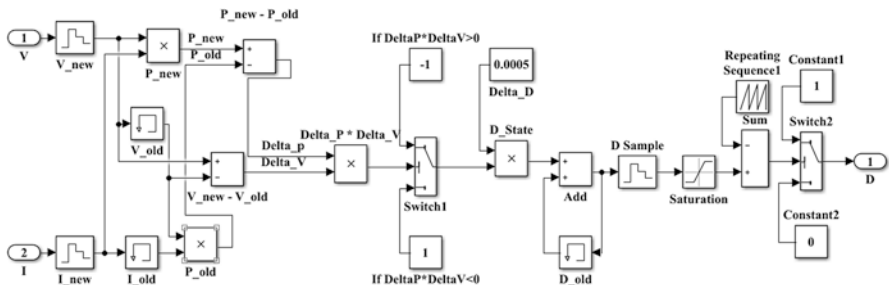 P_new - P_old
1
V
V_new
×
P_new
P_new
P_old
+
-
If DeltaP*DeltaV>0
-1
0.0005
Delta_D
Repeating
Sequence1
Constant1
1
V_old
Delta_p
Delta_V
Delta_P * Delta_V
+
-
V_new - V_old
×
Switch1
D_State
×
+
+
Add
D Sample
Saturation
Sum
-
+
Switch2
1
D
2
I
I_new
I_old
×
P_old
1
If DeltaP*DeltaV<0
D_old
Constant2
0